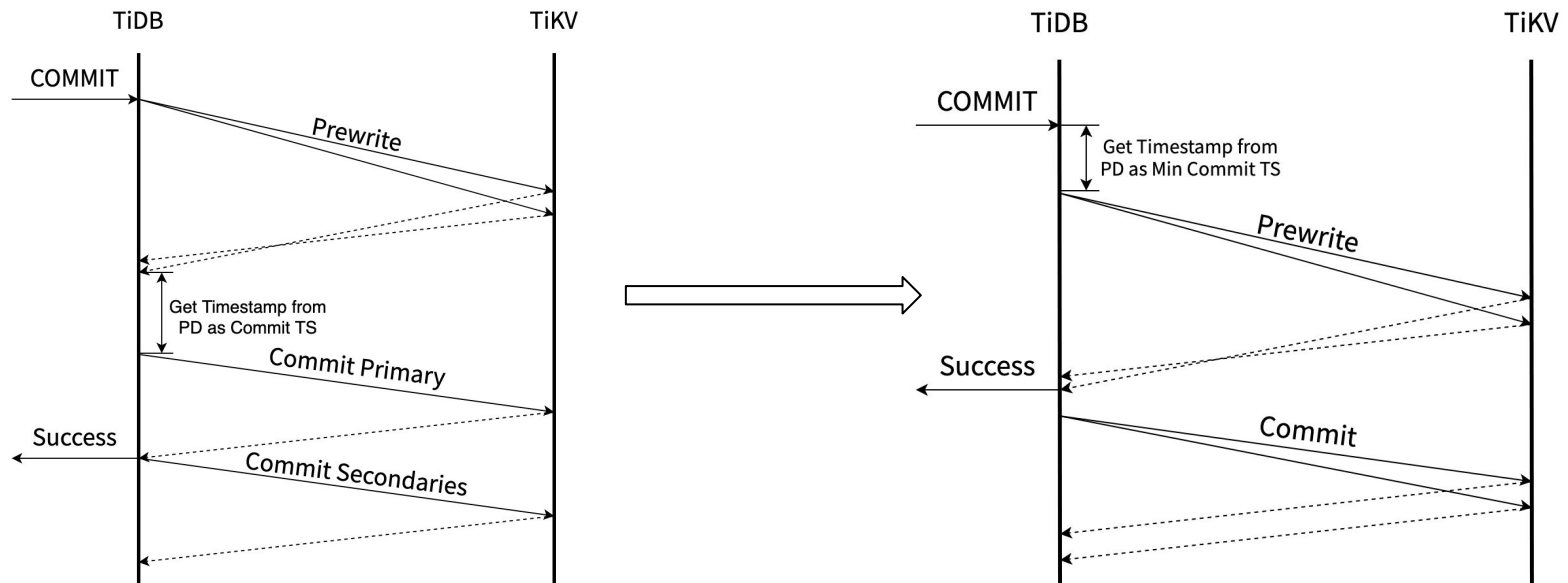 TiDB
TiKV
COMMIT
Prewrite
Get Timestamp from
PD as Commit TS
Commit Primary
Success
Commit Secondaries
TiDB
TiKV
COMMIT
Get Timestamp from
PD as Min Commit TS
Prewrite
Success
Commit